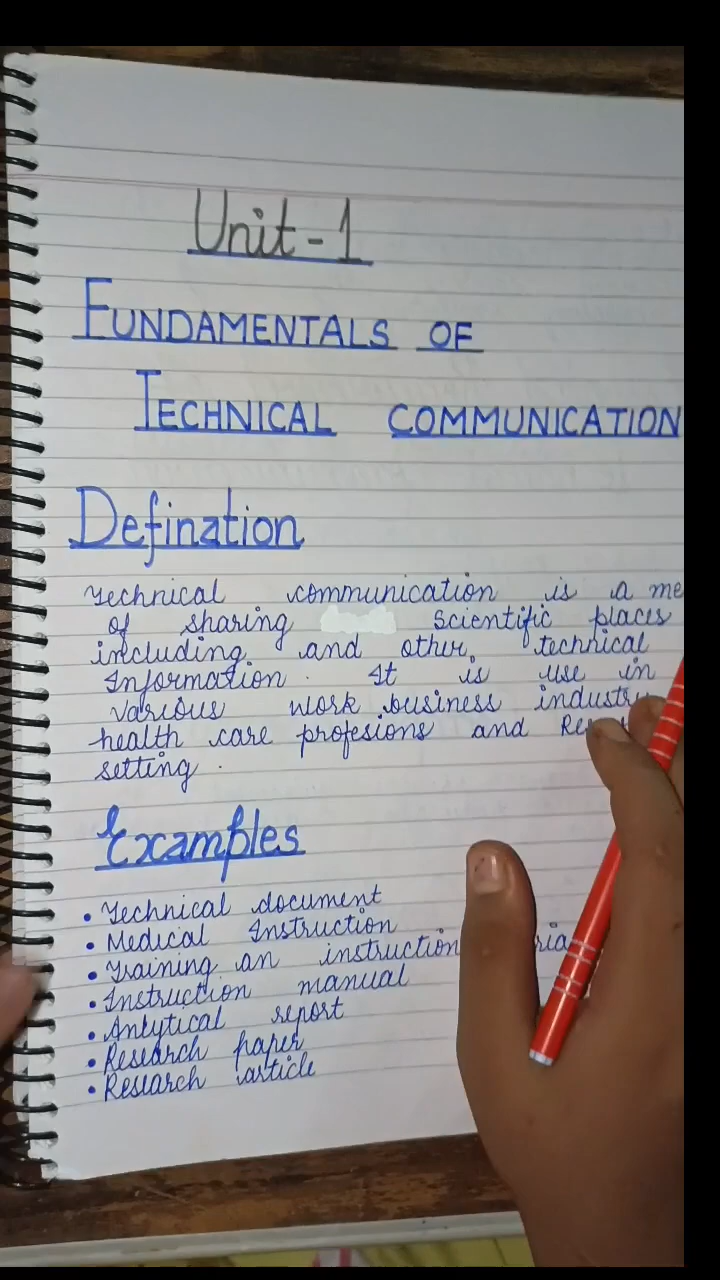 Unit-1
FUNDAMENTALS OF
TECHNICAL COMMUNICATION
Defination
Technical communication is a me
of sharing scientific places
including and other technical
Information. It is use in
various work business industry
health care profesions and
setting.
Examples
• Technical document
• Medical Instruction
• Training an instruction
• Instruction manual
• Anlytical report
• Research paper
• Research article